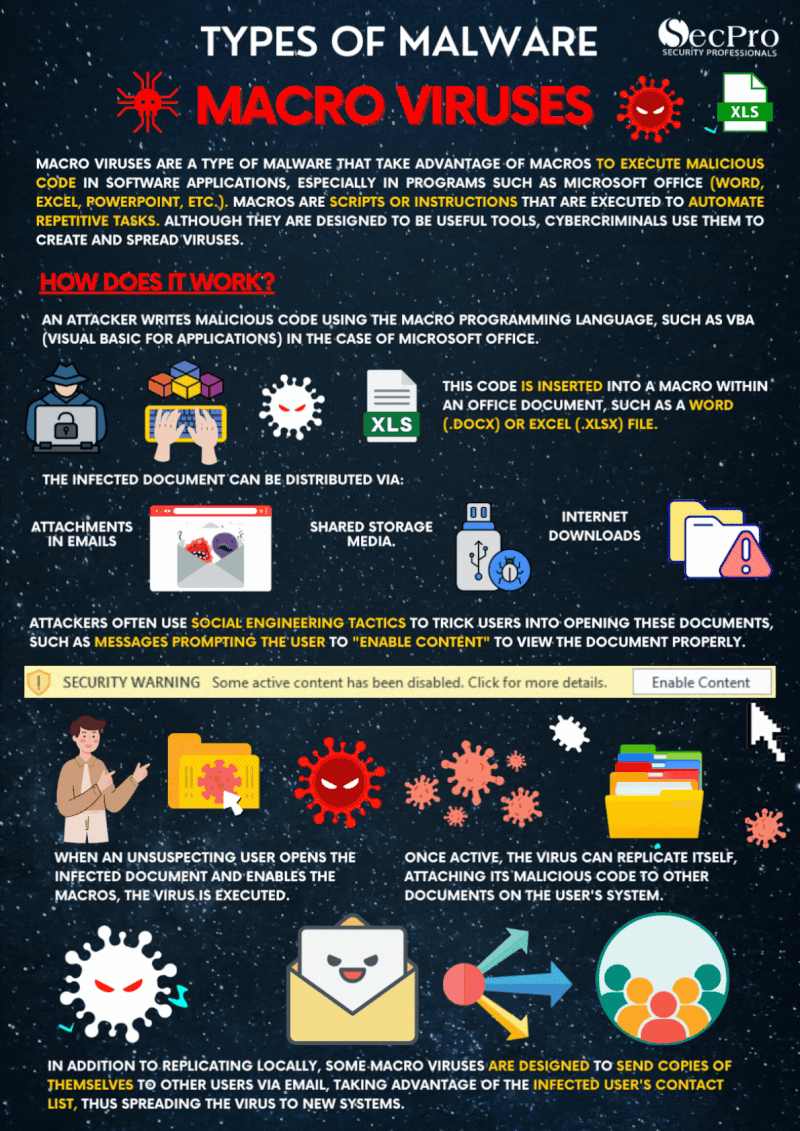 TYPES OF MALWARE
SecPro
SECURITY PROFESSIONALS
MACRO VIRUSES
XLS
MACRO VIRUSES ARE A TYPE OF MALWARE THAT TAKE ADVANTAGE OF MACROS TO EXECUTE MALICIOUS
CODE IN SOFTWARE APPLICATIONS, ESPECIALLY IN PROGRAMS SUCH AS MICROSOFT OFFICE (WORD,
EXCEL, POWERPOINT, ETC.). MACROS ARE SCRIPTS OR INSTRUCTIONS THAT ARE EXECUTED TO AUTOMATE
REPETITIVE TASKS. ALTHOUGH THEY ARE DESIGNED TO BE USEFUL TOOLS, CYBERCRIMINALS USE THEM TO
CREATE AND SPREAD VIRUSES.
HOW DOES IT WORK?
AN ATTACKER WRITES MALICIOUS CODE USING THE MACRO PROGRAMMING LANGUAGE, SUCH AS VBA
(VISUAL BASIC FOR APPLICATIONS) IN THE CASE OF MICROSOFT OFFICE.
XLS
THIS CODE IS INSERTED INTO A MACRO WITHIN
AN OFFICE DOCUMENT, SUCH AS A WORD
(.DOCX) OR EXCEL (.XLSX) FILE.
THE INFECTED DOCUMENT CAN BE DISTRIBUTED VIA:
ATTACHMENTS
IN EMAILS
SHARED STORAGE
MEDIA.
INTERNET
DOWNLOADS
ATTACKERS OFTEN USE SOCIAL ENGINEERING TACTICS TO TRICK USERS INTO OPENING THESE DOCUMENTS,
SUCH AS MESSAGES PROMPTING THE USER TO "ENABLE CONTENT" TO VIEW THE DOCUMENT PROPERLY.
SECURITY WARNING Some active content has been disabled. Click for more details. Enable Content
WHEN AN UNSUSPECTING USER OPENS THE
INFECTED DOCUMENT AND ENABLES THE
MACROS, THE VIRUS IS EXECUTED.
ONCE ACTIVE, THE VIRUS CAN REPLICATE ITSELF,
ATTACHING ITS MALICIOUS CODE TO OTHER
DOCUMENTS ON THE USER'S SYSTEM.
IN ADDITION TO REPLICATING LOCALLY, SOME MACRO VIRUSES ARE DESIGNED TO SEND COPIES OF
THEMSELVES TO OTHER USERS VIA EMAIL, TAKING ADVANTAGE OF THE INFECTED USER'S CONTACT
LIST, THUS SPREADING THE VIRUS TO NEW SYSTEMS.